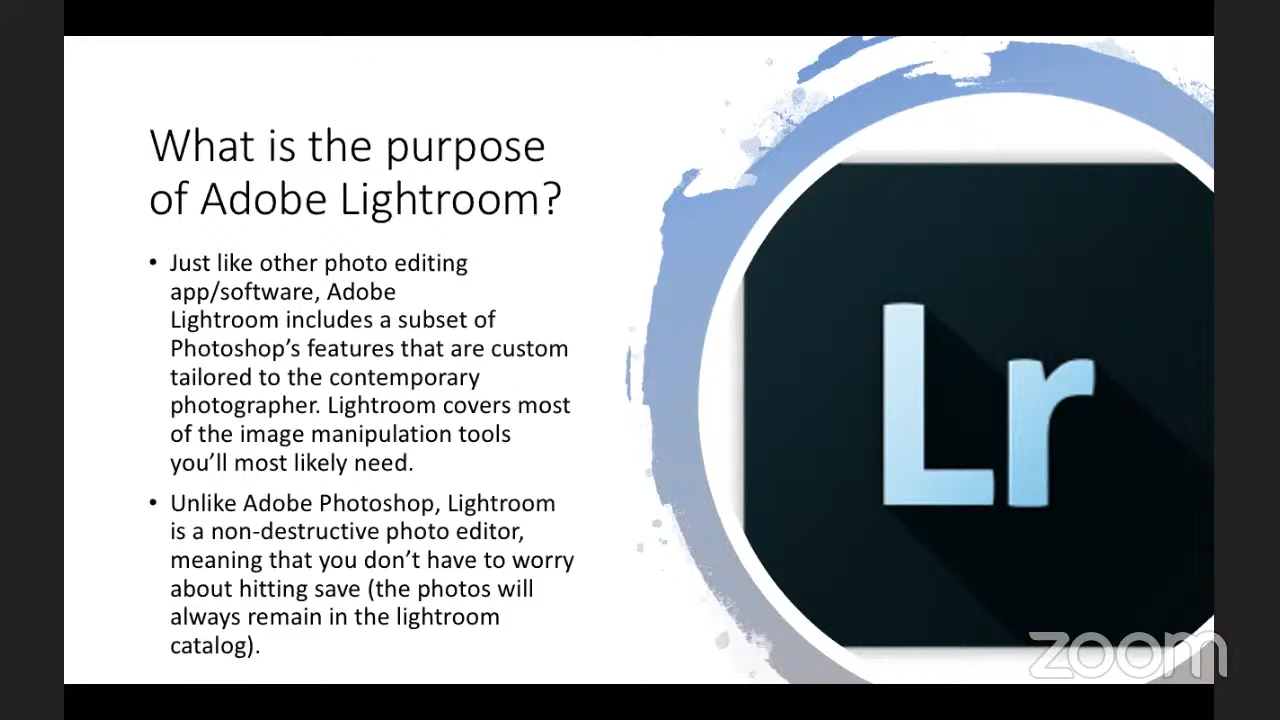 What is the purpose
of Adobe Lightroom?
• Just like other photo editing
app/software, Adobe
Lightroom includes a subset of
Photoshop’s features that are custom
tailored to the contemporary
photographer. Lightroom covers most
of the image manipulation tools
you’ll most likely need.
• Unlike Adobe Photoshop, Lightroom
is a non-destructive photo editor,
meaning that you don’t have to worry
about hitting save (the photos will
always remain in the lightroom
catalog).
Lr
zoom